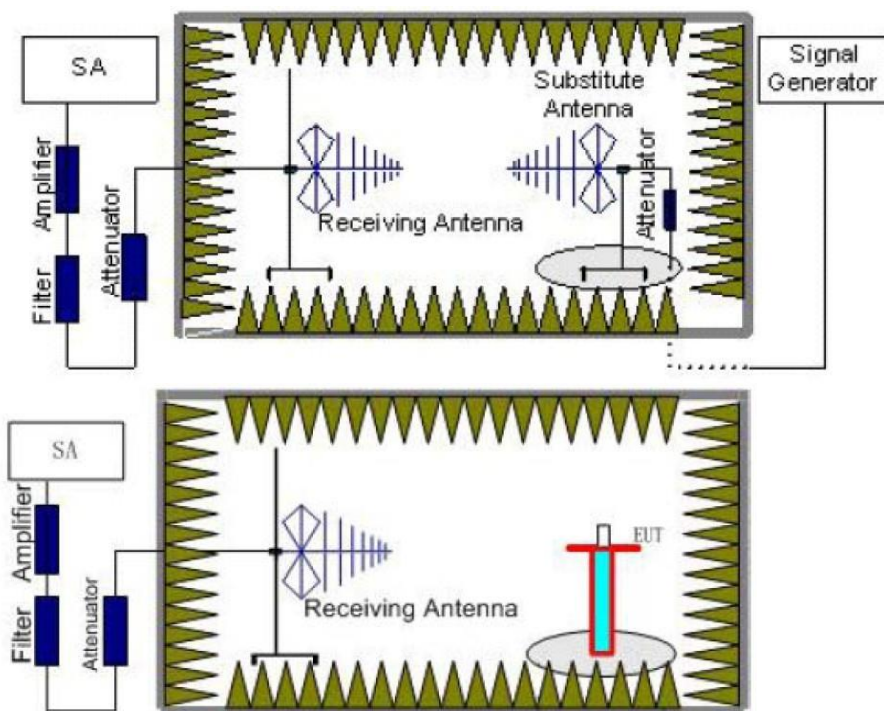 SA
Signal
Generator
Substitute
Antenna
Amplifier
Attenuator
Receiving Antenna
Attenuator
Filter
SA
Amplifier
EUT
Filter
Attenuator
Receiving Antenna